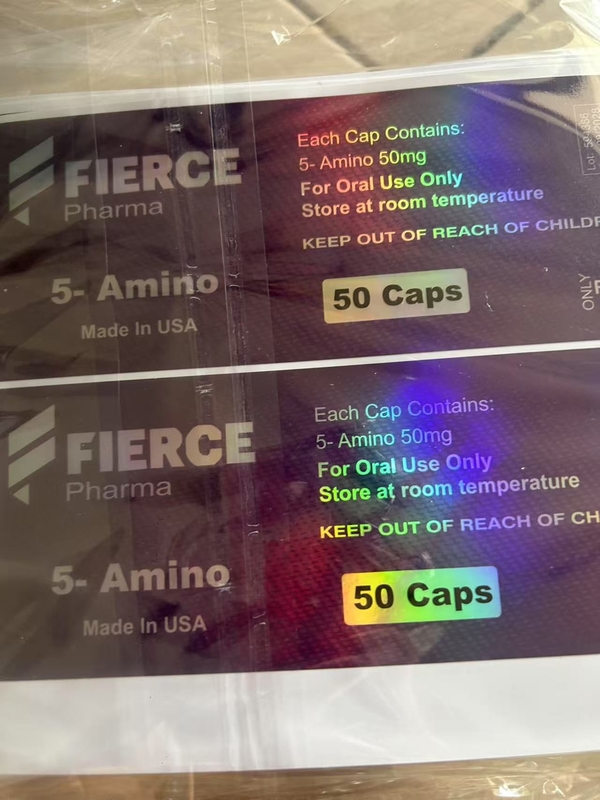 FIERCE
Pharma
5- Amino
Made In USA
Each Cap Contains:
5- Amino 50mg
For Oral Use Only
Store at room temperature
KEEP OUT OF REACH OF
50 Caps
Lot:
ONLY
FIERCE
Pharma
5- Amino
Made In USA
Each Cap Contains:
5- Amino 50mg
For Oral Use Only
Store at room temperature
KEEP OUT OF REACH OF
50 Caps